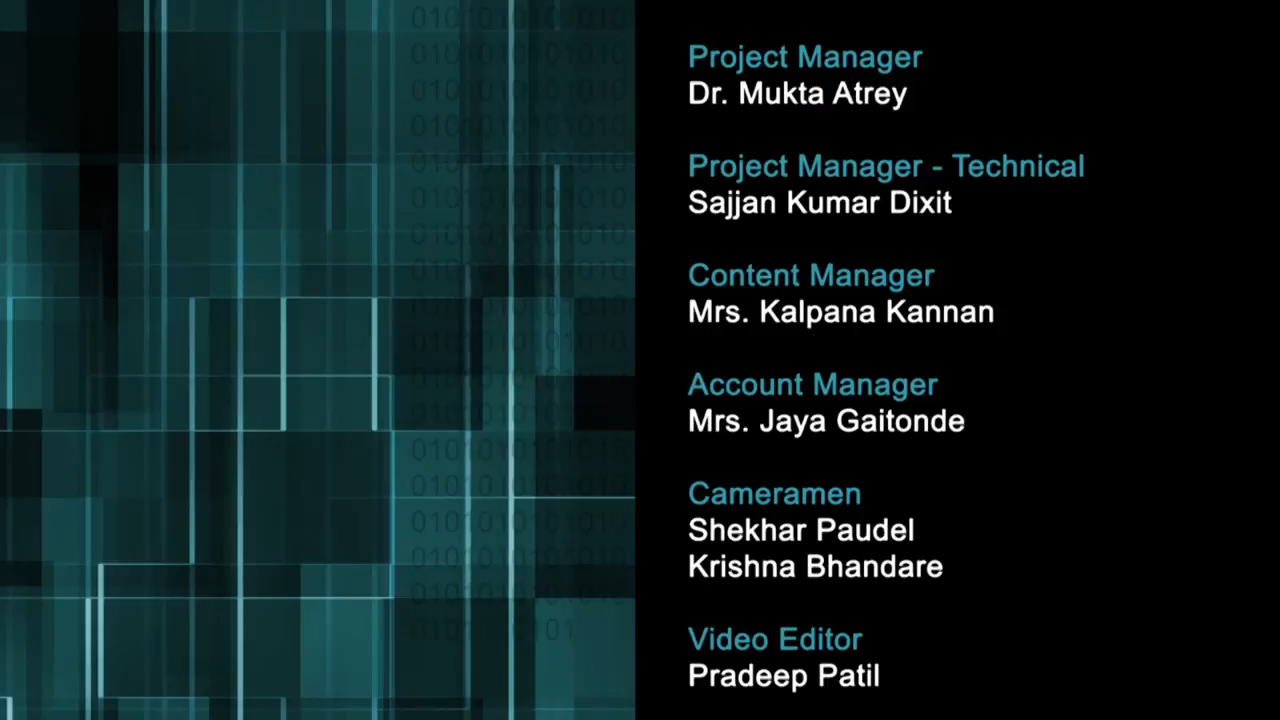 Project Manager
Dr. Mukta Atrey
Project Manager - Technical
Sajjan Kumar Dixit
Content Manager
Mrs. Kalpana Kannan
Account Manager
Mrs. Jaya Gaitonde
Cameramen
Shekhar Paudel
Krishna Bhandare
Video Editor
Pradeep Patil